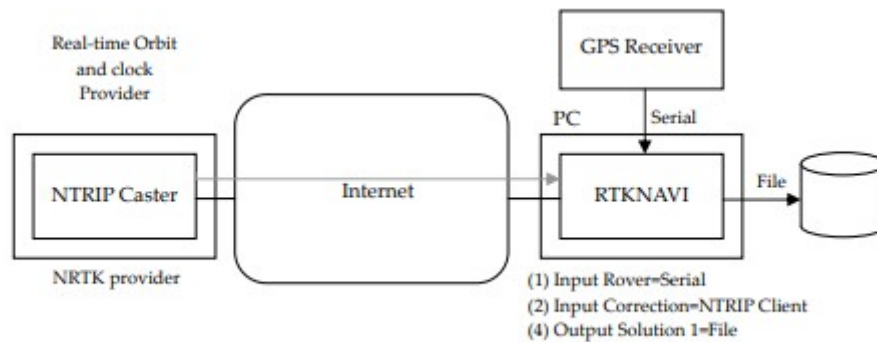 Real-time Orbit
and clock
Provider
GPS Receiver
PC
Serial
NTRIP Caster
Internet
RTKNAVI
File
NRTK provider
(1) Input Rover=Serial
(2) Input Correction=NTRIP Client
(4) Output Solution 1=File